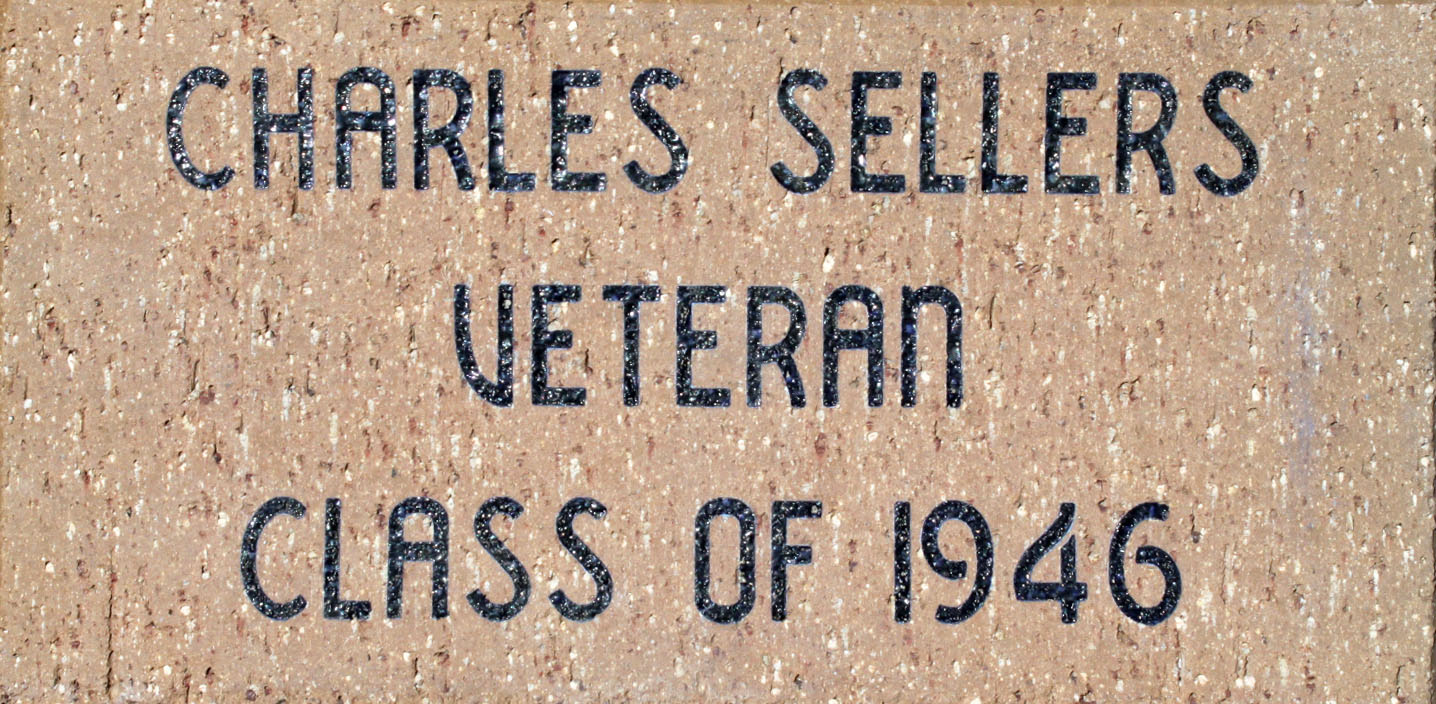 CHARLES SELLERS
VETERAN
CLASS OF 1946